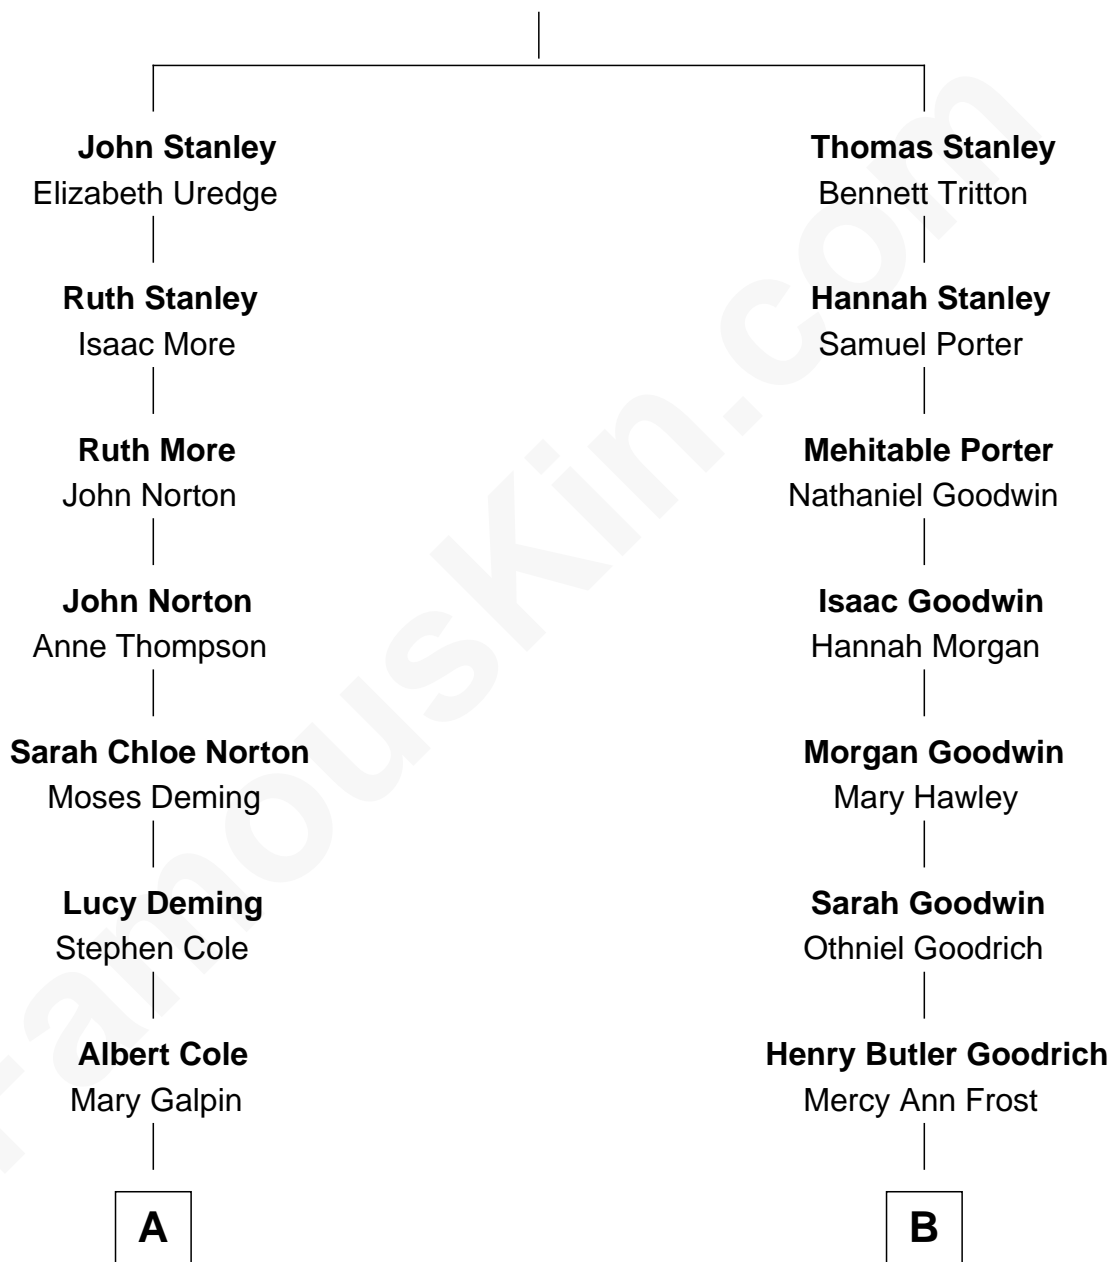 John Stanley
Elizabeth Uredge
Ruth Stanley
Isaac More
Ruth More
John Norton
John Norton
Anne Thompson
Sarah Chloe Norton
Moses Deming
Lucy Deming
Stephen Cole
Albert Cole
Mary Galpin
A
Thomas Stanley
Bennett Tritton
Hannah Stanley
Samuel Porter
Mehitable Porter
Nathaniel Goodwin
Isaac Goodwin
Hannah Morgan
Morgan Goodwin
Mary Hawley
Sarah Goodwin
Othniel Goodrich
Henry Butler Goodrich
Mercy Ann Frost
B
FamousKin.com